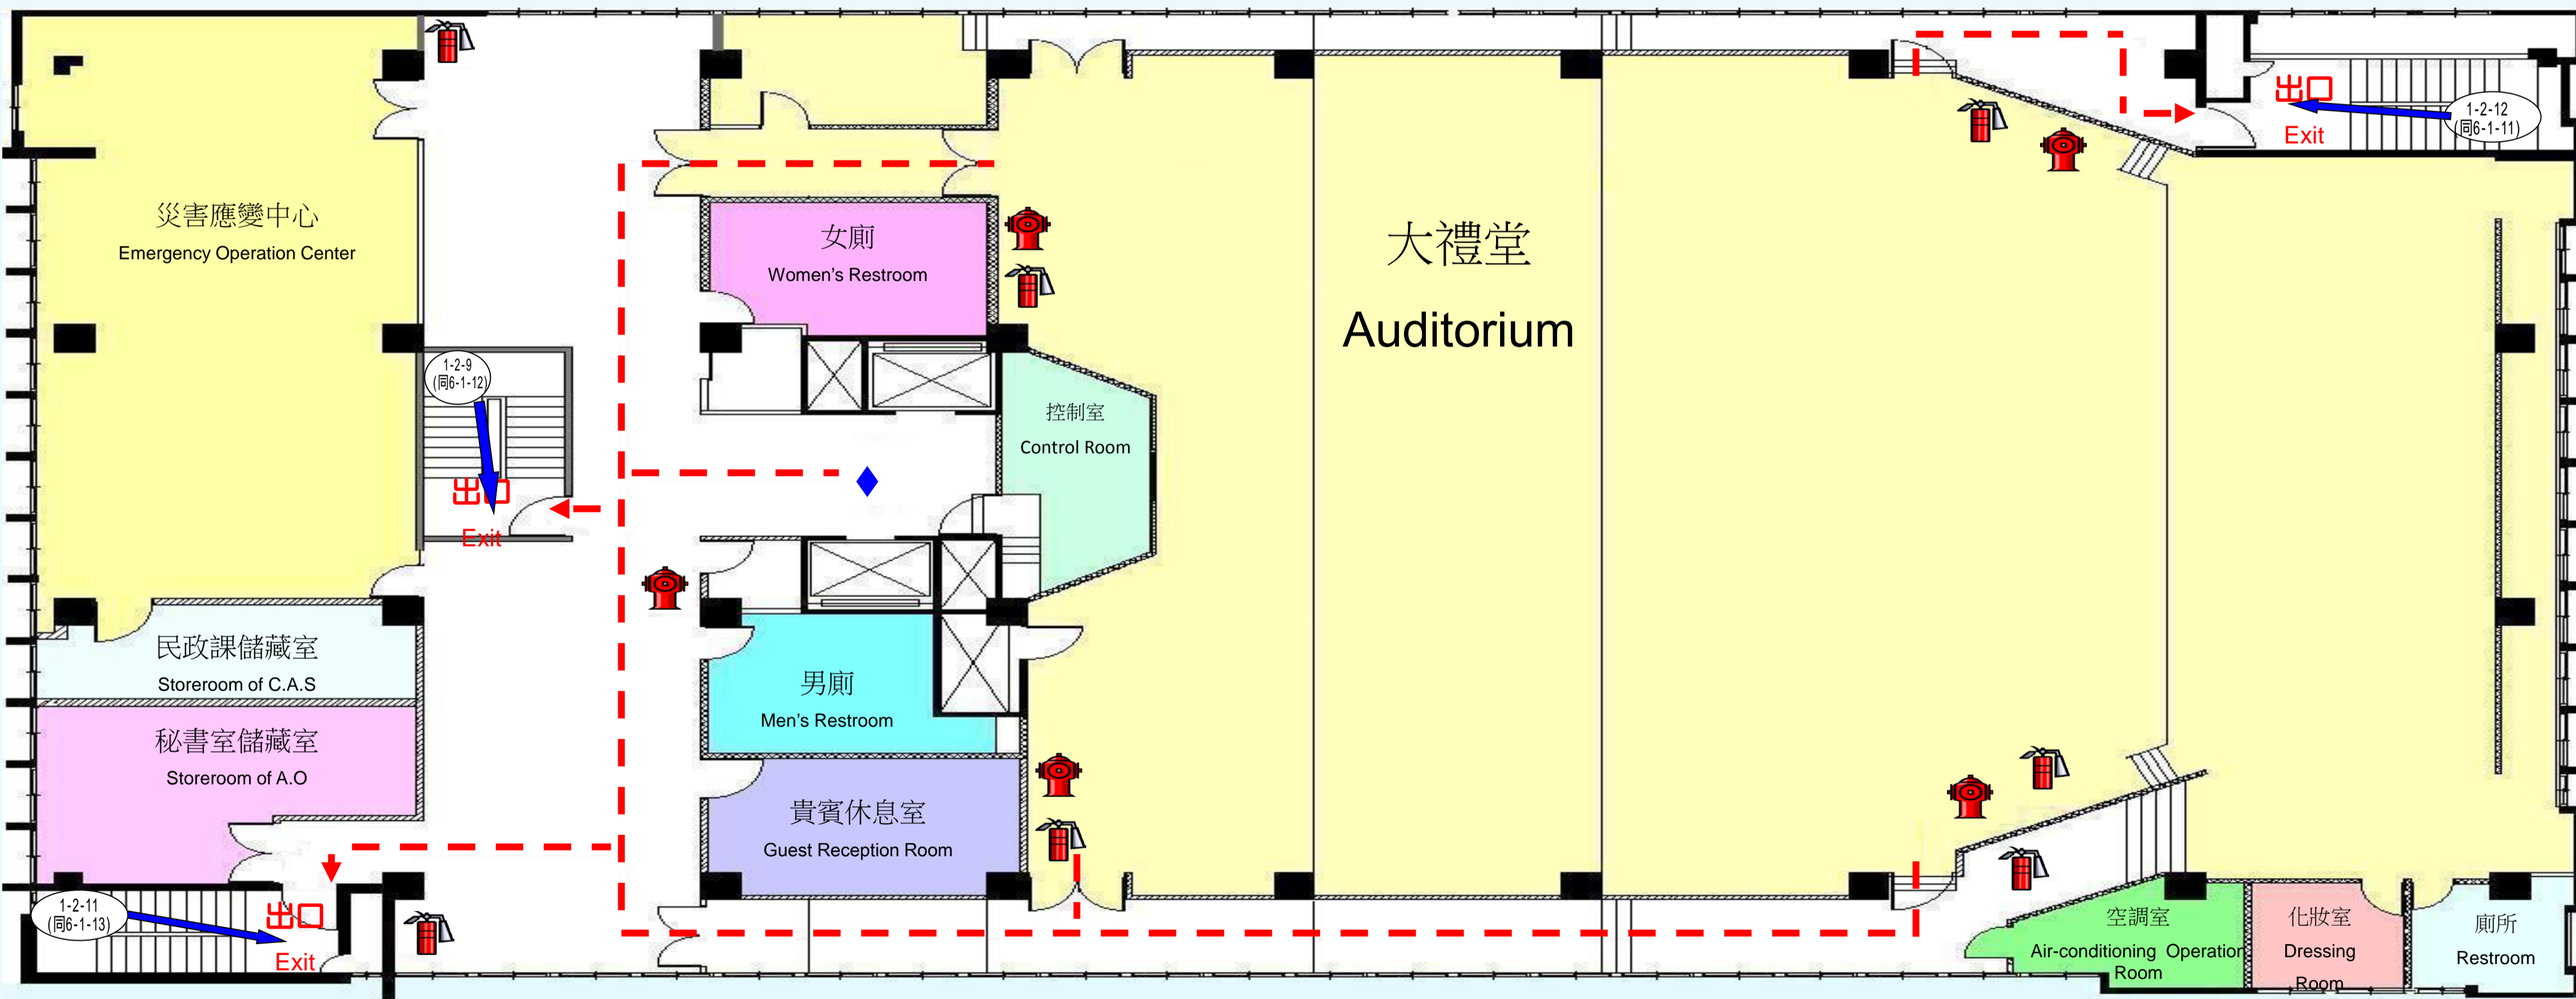 出口
Exit
1-2-12
(同6-1-11)
災害應變中心
Emergency Operation Center
女廁
Women's Restroom
大禮堂
Auditorium
1-2-9
(同6-1-12)
出口
Exit
控制室
Control Room
民政課儲藏室
Storeroom of C.A.S
秘書室儲藏室
Storeroom of A.O
男廁
Men's Restroom
貴賓休息室
Guest Reception Room
1-2-11
(同6-1-13)
出口
Exit
空調室
Air-conditioning Operation
Room
化妝室
Dressing
Room
廁所
Restroom